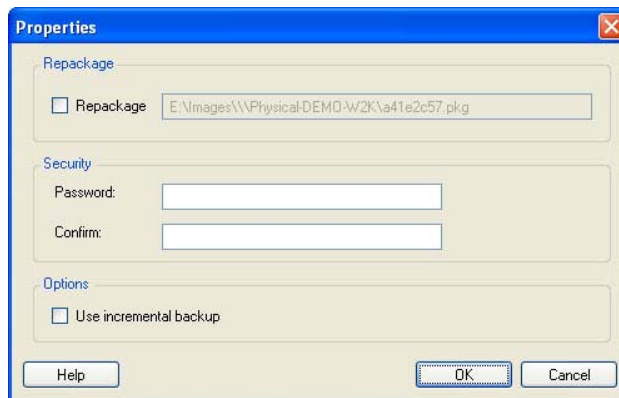 Properties
Repackage
Repackage E:\Images\\\Physical-DEMO-W2K\a41e2c57.pkg
Security
Password:
Confirm:
Options
Use incremental backup
Help OK Cancel